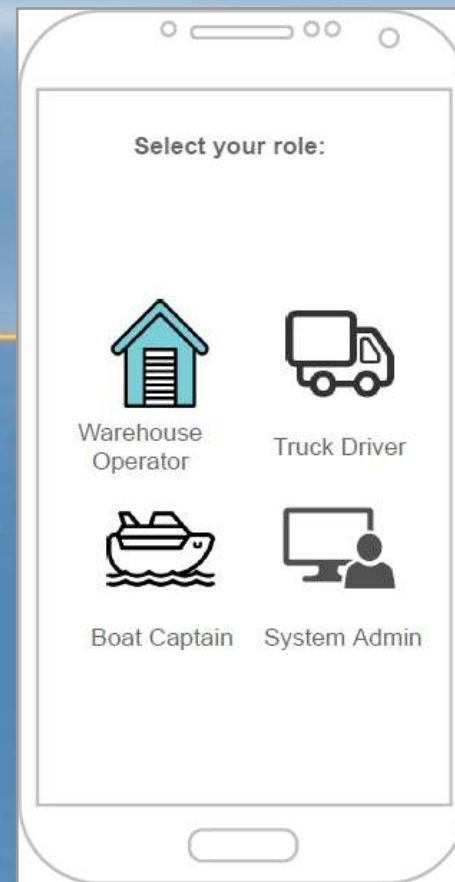 Select your role:
Warehouse
Operator
Truck Driver
Boat Captain
System Admin